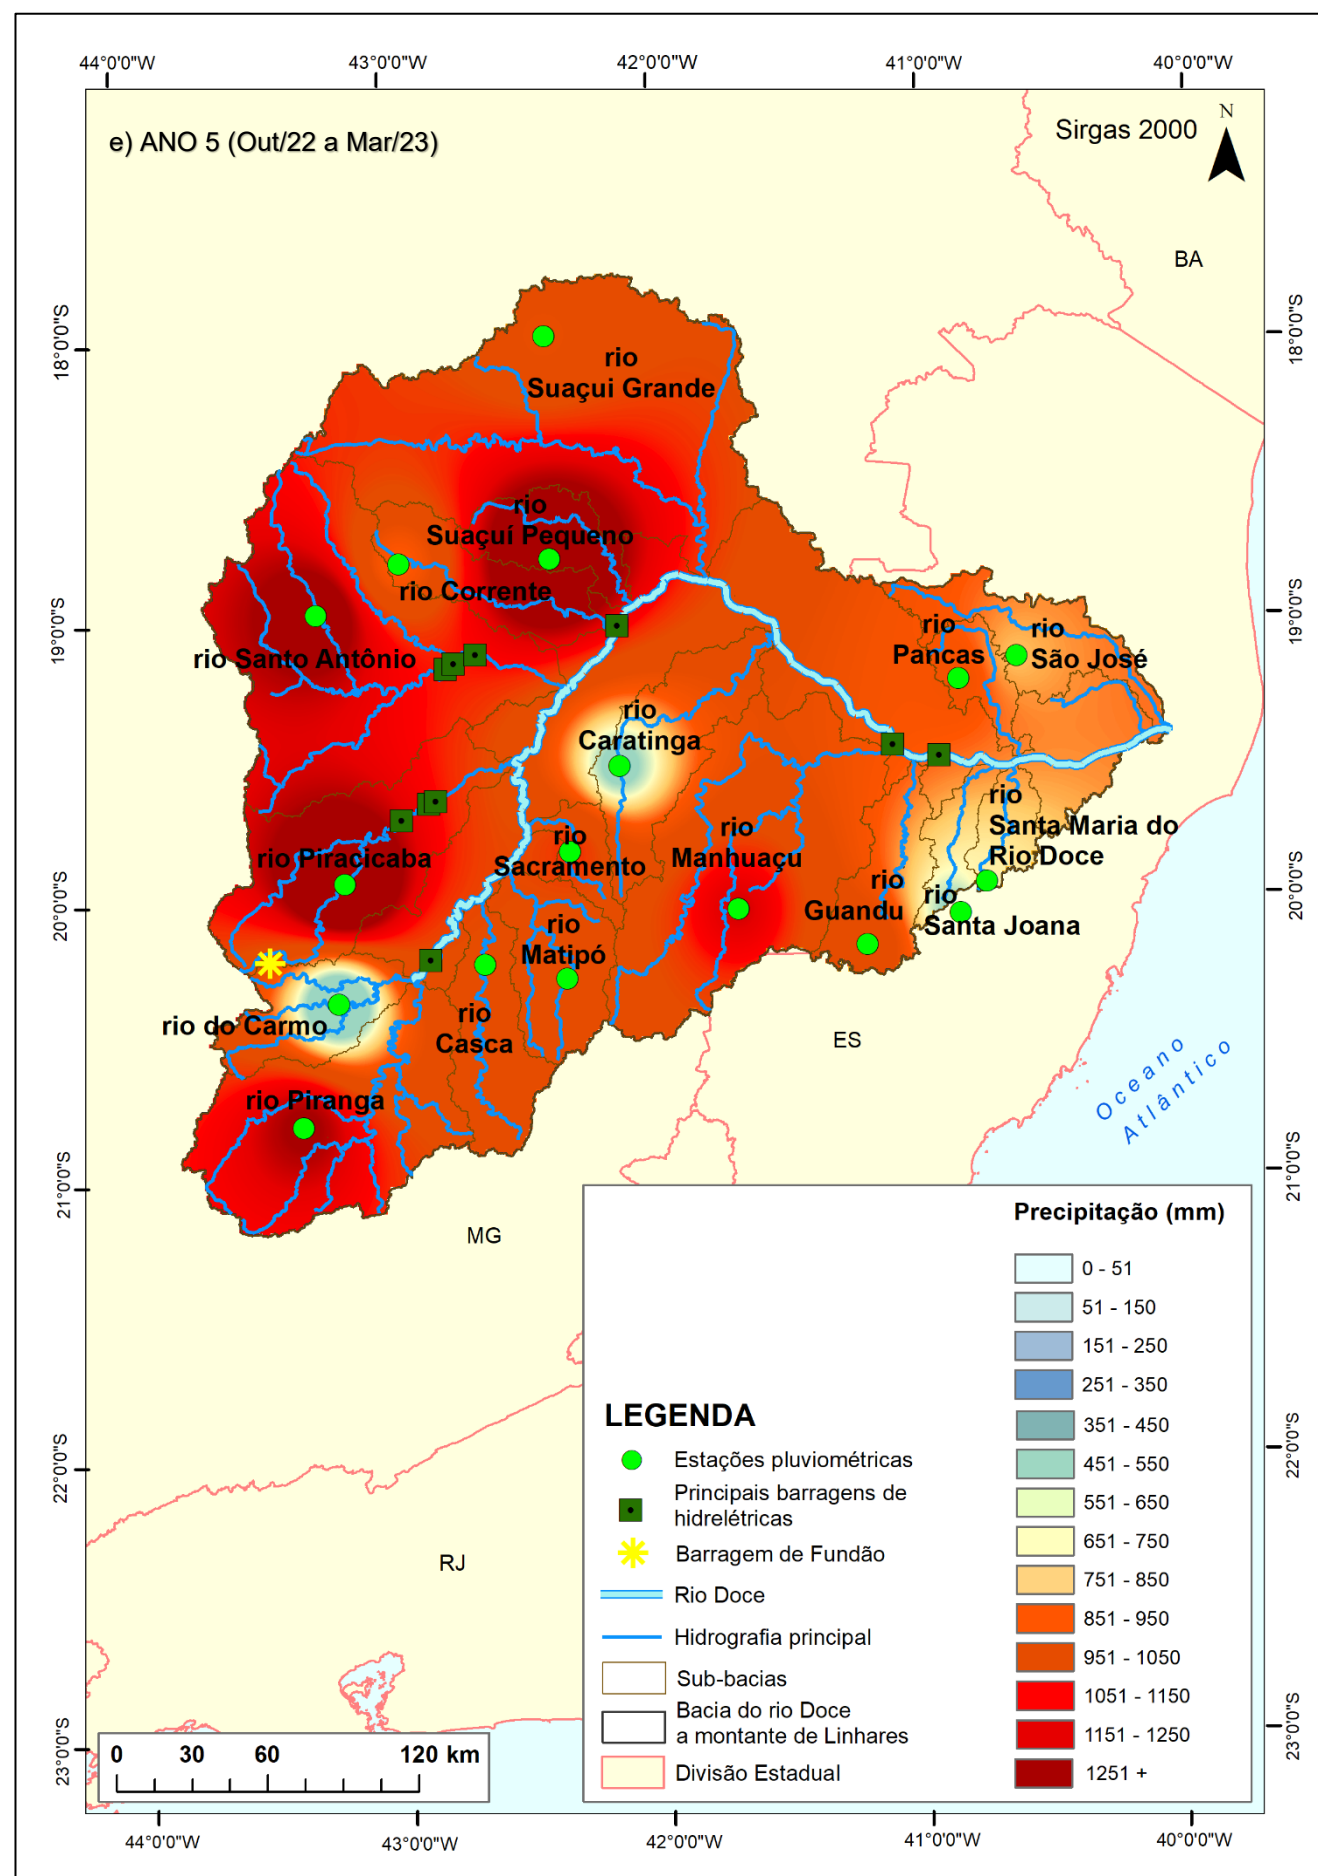 44°0'0"W 43°0'0"W 42°0'0"W 41°0'0"W 40°0'0"W
e) ANO 5 (Out/22 a Mar/23)
Sirgas 2000
N
BA
18°0'0"S
18°0'0"S
rio
Suaçui Grande
rio
Suaçuí Pequeno
rio Corrente
19°0'0"S
19°0'0"S
rio Santo Antônio
rio
Pancas
rio
São José
rio
Caratinga
rio
Santa Maria do
Rio Doce
rio
Sacramento
rio
Manhuaçu
rio Piracicaba
rio
Guandu
rio
Santa Joana
20°0'0"S
20°0'0"S
rio
Matipó
rio do Carmo
rio
Casca
ES
Oceano
Atlântico
rio Piranga
21°0'0"S
21°0'0"S
MG
22°0'0"S
22°0'0"S
RJ
23°0'0"S
23°0'0"S
Precipitação (mm)
0 - 51
51 - 150
151 - 250
251 - 350
351 - 450
451 - 550
551 - 650
651 - 750
751 - 850
851 - 950
951 - 1050
1051 - 1150
1151 - 1250
1251 +
LEGENDA
Estações pluviométricas
Principais barragens de
hidrelétricas
Barragem de Fundão
Rio Doce
Hidrografia principal
Sub-bacias
Bacia do rio Doce
a montante de Linhares
Divisão Estadual
0 30 60 120 km
44°0'0"W 43°0'0"W 42°0'0"W 41°0'0"W 40°0'0"W